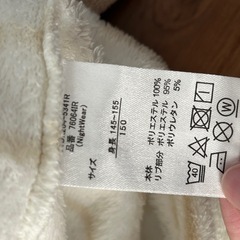 品番 76064IR
(NightWear)
サイズ
身長 145-155
150
本体 ポリエステル 100%
リブ部分 ポリエステル 95%
ポリウレタン 5%
40